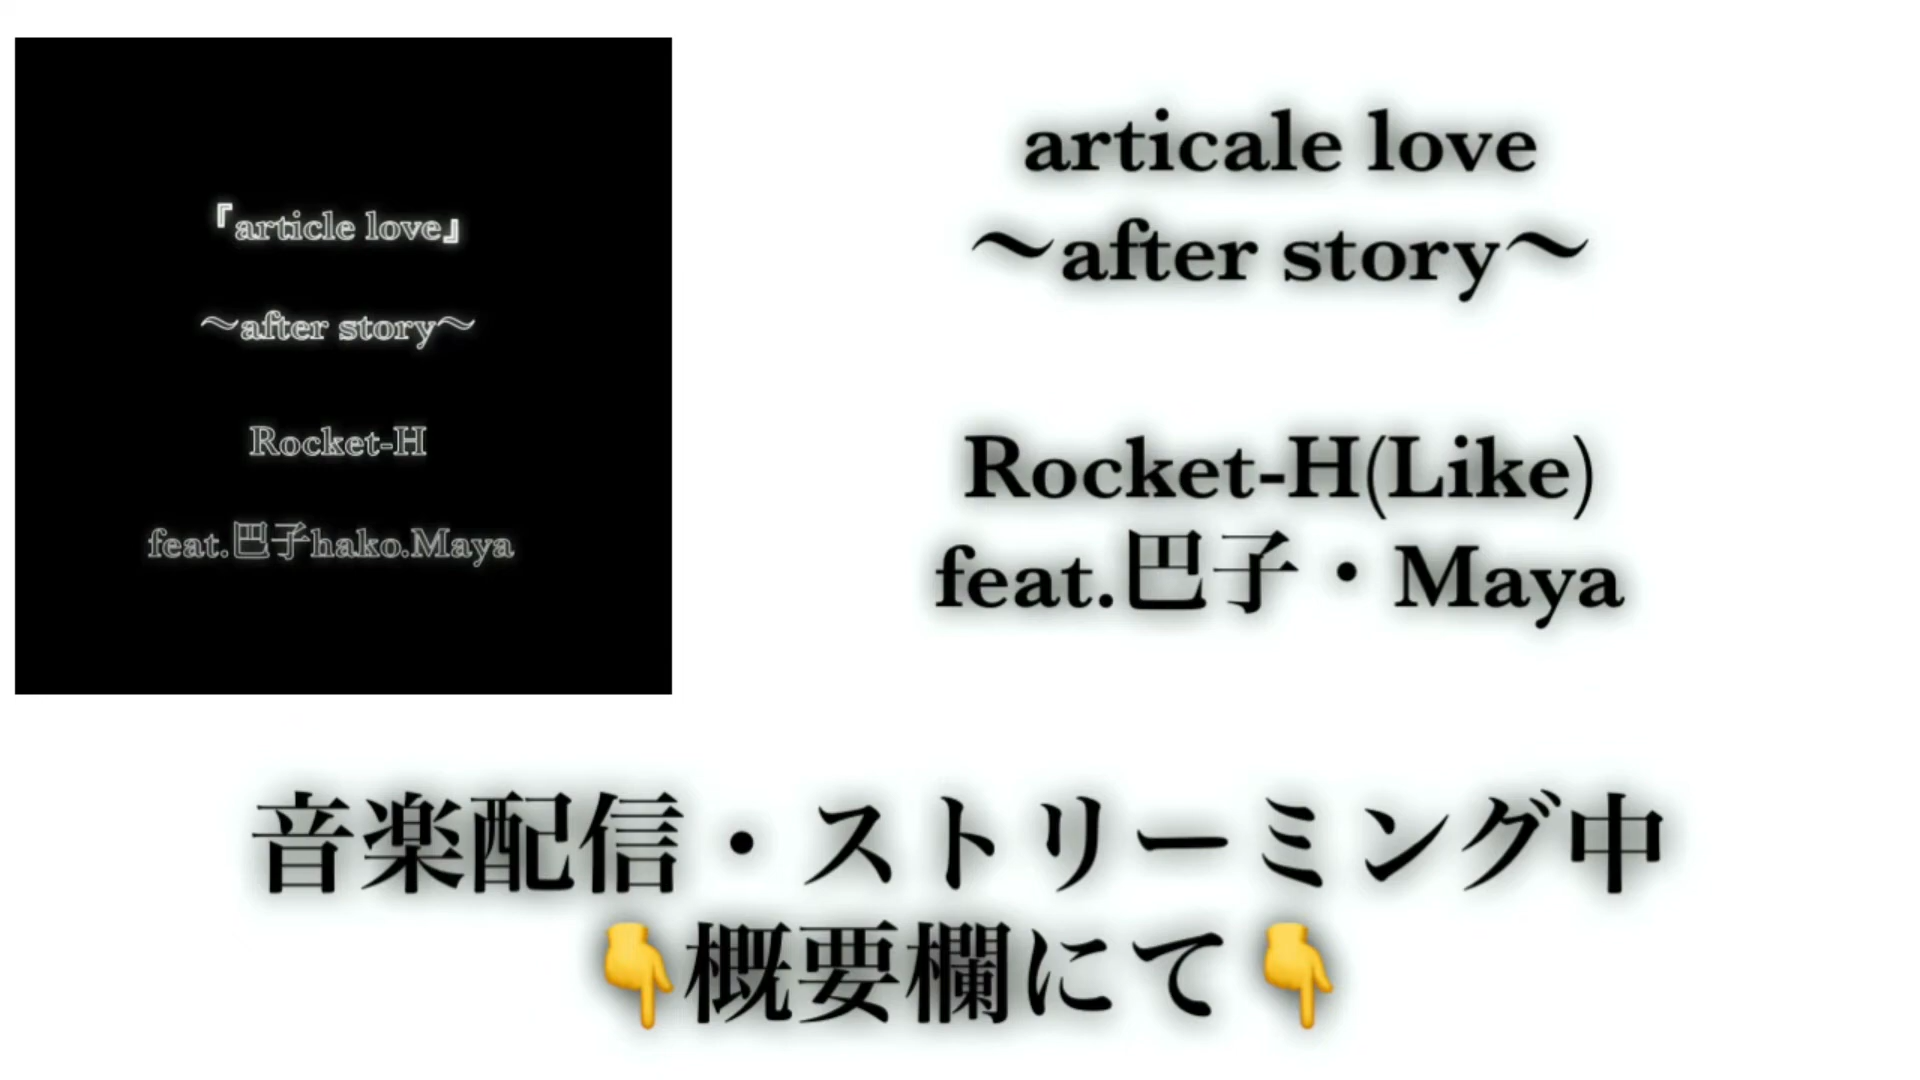 『article love』
〜after story〜
Rocket-H
feat.巴子hako.Maya
articale love
〜after story〜
Rocket-H(Like)
feat.巴子・Maya
音楽配信・ストリーミング中
👇概要欄にて👇